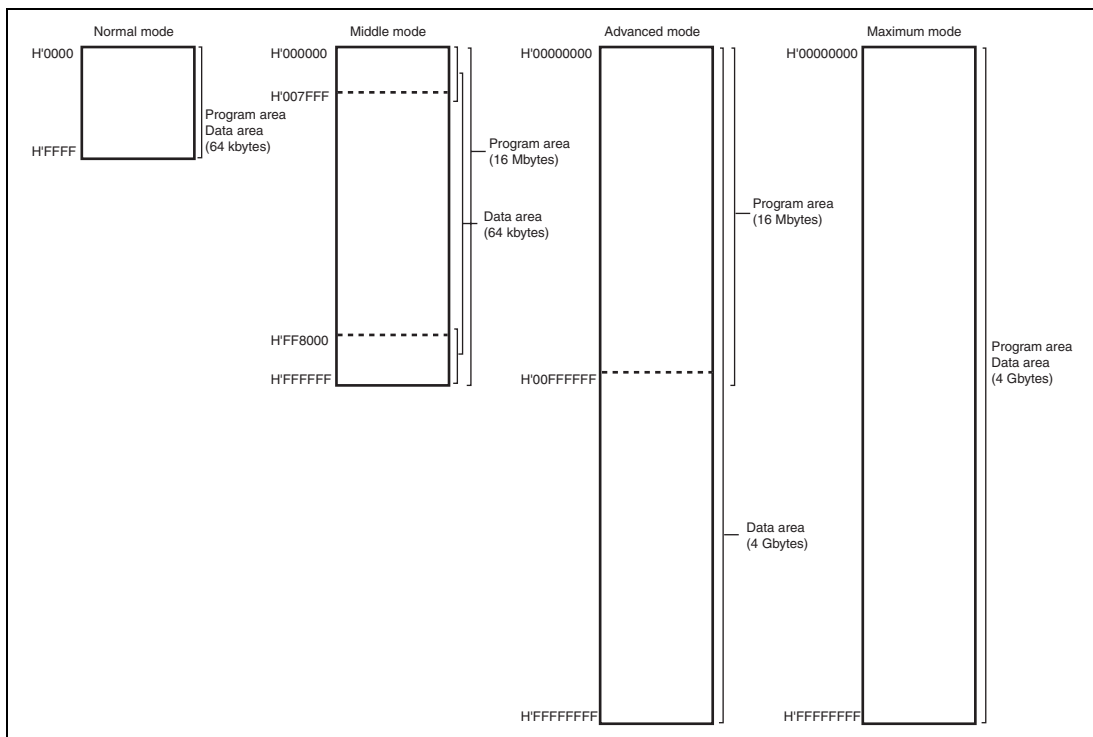 Normal mode
H'0000
H'FFFF
Program area
Data area
(64 kbytes)
Middle mode
H'000000
H'007FFF
H'FF8000
H'FFFFFF
Program area
(16 Mbytes)
Data area
(64 kbytes)
Advanced mode
H'00000000
H'00FFFFFF
H'FFFFFFFF
Program area
(16 Mbytes)
Data area
(4 Gbytes)
Maximum mode
H'00000000
H'FFFFFFFF
Program area
Data area
(4 Gbytes)